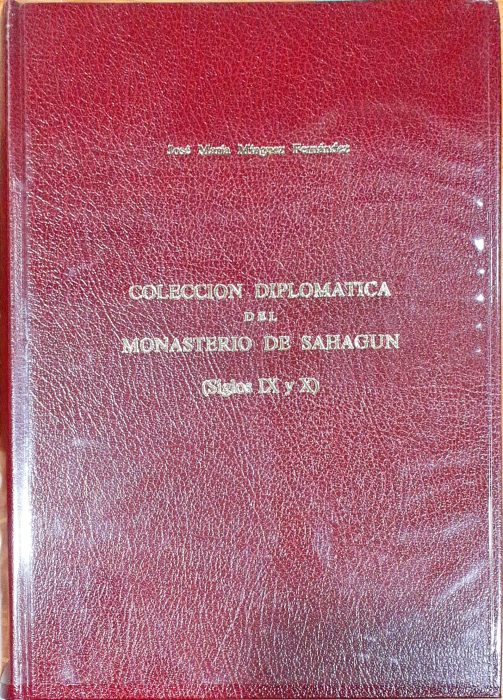 José María Mínguez Fernández
COLECCION DIPLOMATICA
DEL
MONASTERIO DE SAHAGUN
(Siglos IX y X)